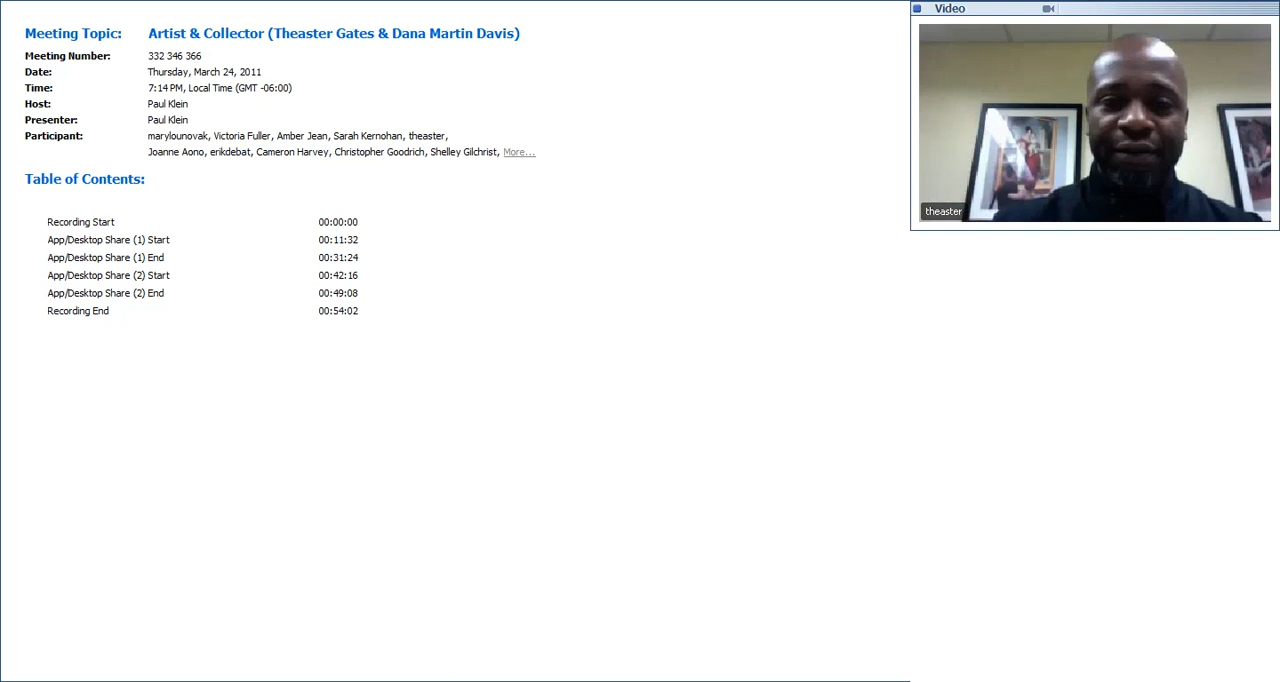 Meeting Topic: Artist & Collector (Theaster Gates & Dana Martin Davis)
Meeting Number: 332 346 366
Date: Thursday, March 24, 2011
Time: 7:14 PM, Local Time (GMT -06:00)
Host: Paul Klein
Presenter: Paul Klein
Participant: marylounovak, Victoria Fuller, Amber Jean, Sarah Kernohan, theaster,
Joanne Aono, erikdebat, Cameron Harvey, Christopher Goodrich, Shelley Gilchrist, More...
Table of Contents:
Recording Start 00:00:00
App/Desktop Share (1) Start 00:11:32
App/Desktop Share (1) End 00:31:24
App/Desktop Share (2) Start 00:42:16
App/Desktop Share (2) End 00:49:08
Recording End 00:54:02
Video
theaster